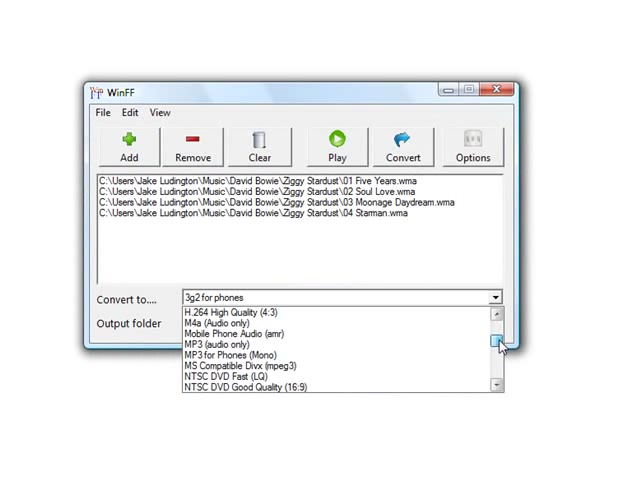 WinFF
File Edit View
Add Remove Clear Play Convert Options
C:\Users\Jake Ludington\Music\David Bowie\Ziggy Stardust\01 Five Years.wma
C:\Users\Jake Ludington\Music\David Bowie\Ziggy Stardust\02 Soul Love.wma
C:\Users\Jake Ludington\Music\David Bowie\Ziggy Stardust\03 Moonage Daydream.wma
C:\Users\Jake Ludington\Music\David Bowie\Ziggy Stardust\04 Starman.wma
Convert to.... 3g2 for phones
Output folder
H.264 High Quality (4:3)
M4a (Audio only)
Mobile Phone Audio (amr)
MP3 (audio only)
MP3 for Phones (Mono)
MS Compatible Divx (mpeg3)
NTSC DVD Fast (LQ)
NTSC DVD Good Quality (16:9)